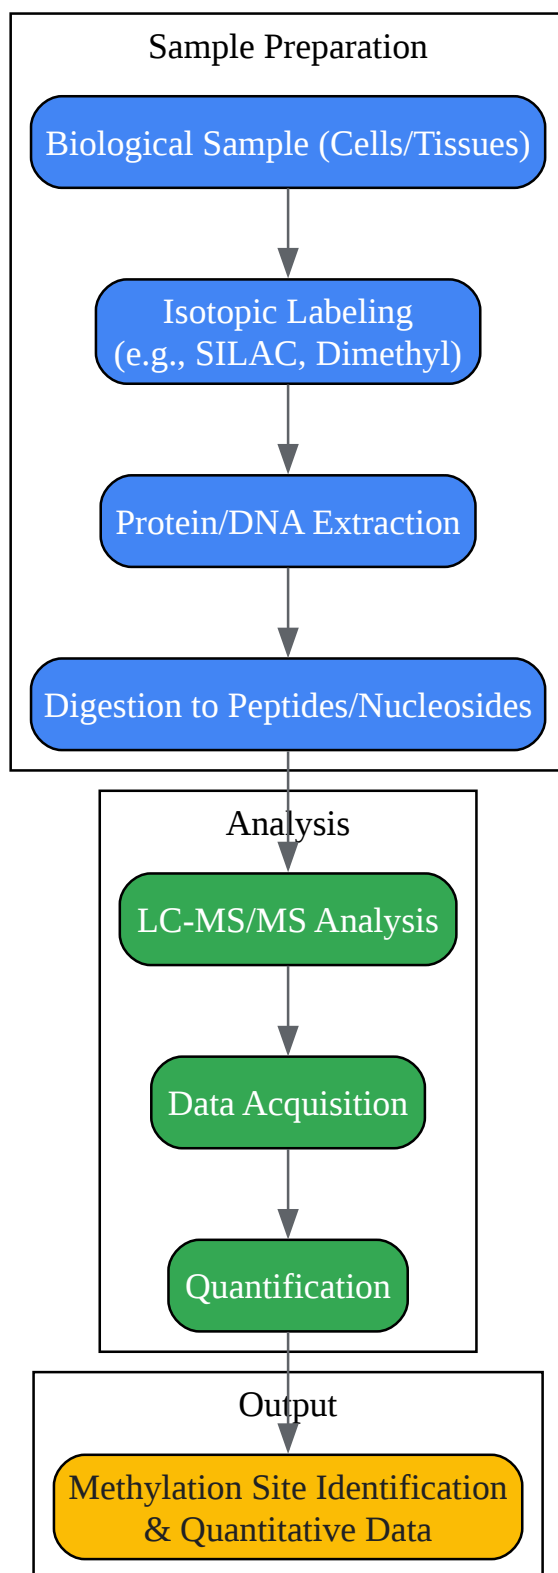 Sample Preparation
Biological Sample (Cells/Tissues)
Isotopic Labeling
(e.g., SILAC, Dimethyl)
Protein/DNA Extraction
Digestion to Peptides/Nucleosides
Analysis
LC-MS/MS Analysis
Data Acquisition
Quantification
Output
Methylation Site Identification
& Quantitative Data